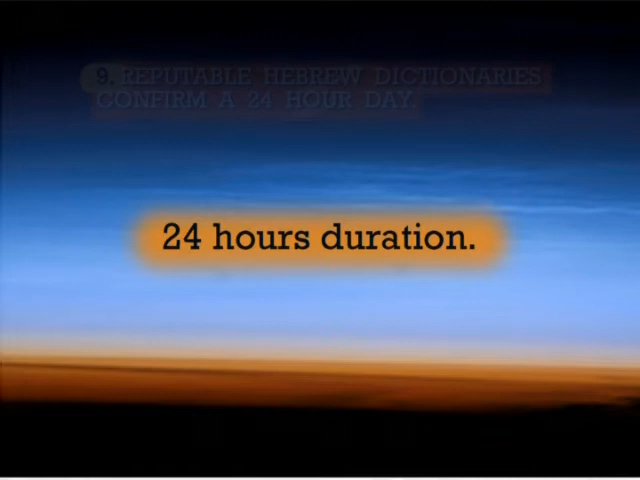 9. REPUTABLE HEBREW DICTIONARIES
CONFIRM A 24 HOUR DAY
24 hours duration.